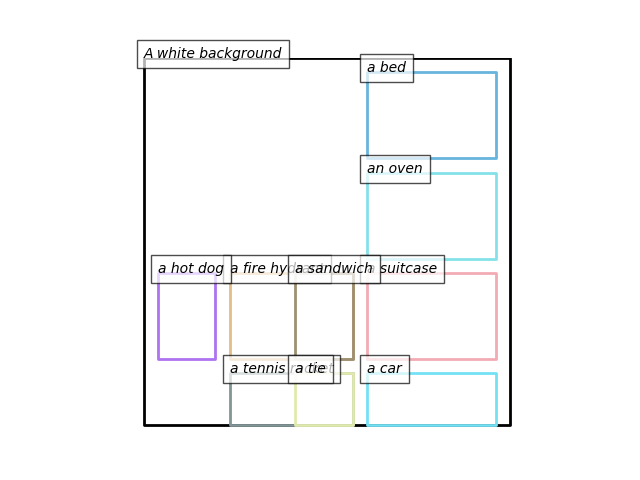 A white background
a bed
an oven
a hot dog
a fire hydrant
a sandwich
a suitcase
a tennis racket
a tie
a car